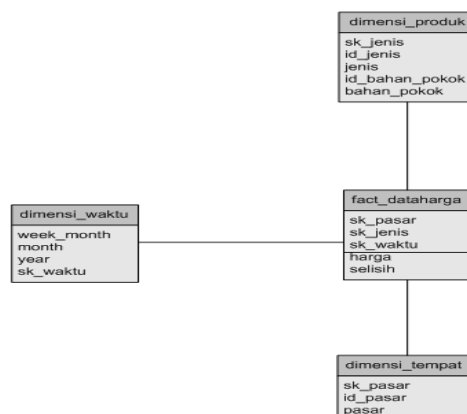 dimensi_produk
sk_jenis
id_jenis
jenis
id_bahan_pokok
bahan_pokok
dimensi_waktu
week_month
month
year
sk_waktu
fact_dataharga
sk_pasar
sk_jenis
sk_waktu
harga
selisih
dimensi_tempat
sk_pasar
id_pasar
pasar